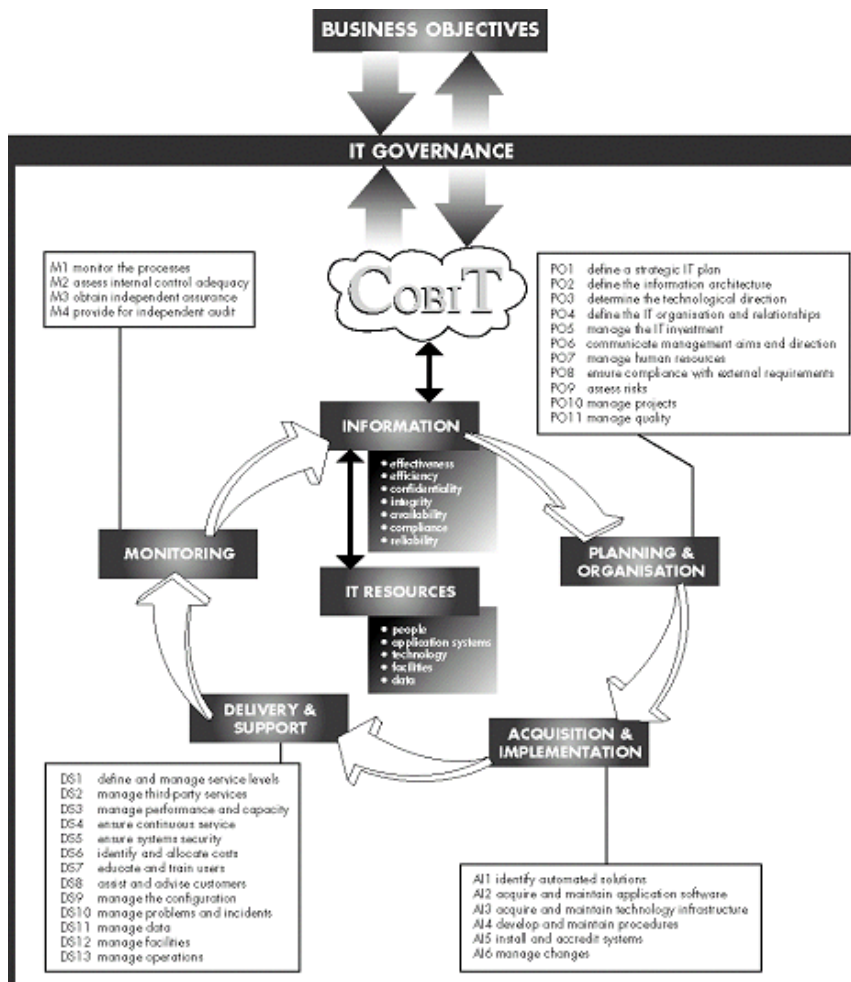 BUSINESS OBJECTIVES
IT GOVERNANCE
COBIT
M1 monitor the processes
M2 assess internal control adequacy
M3 obtain independent assurance
M4 provide for independent audit
PO1 define a strategic IT plan
PO2 define the information architecture
PO3 determine the technological direction
PO4 define the IT organisation and relationships
PO5 manage the IT investment
PO6 communicate management aims and direction
PO7 manage human resources
PO8 ensure compliance with external requirements
PO9 assess risks
PO10 manage projects
PO11 manage quality
INFORMATION
• effectiveness
• efficiency
• confidentiality
• integrity
• availability
• compliance
• reliability
MONITORING
PLANNING &
ORGANISATION
IT RESOURCES
• people
• application systems
• technology
• facilities
• data
DELIVERY &
SUPPORT
ACQUISITION &
IMPLEMENTATION
DS1 define and manage service levels
DS2 manage third-party services
DS3 manage performance and capacity
DS4 ensure continuous service
DS5 ensure systems security
DS6 identify and allocate costs
DS7 educate and train users
DS8 assist and advise customers
DS9 manage the configuration
DS10 manage problems and incidents
DS11 manage data
DS12 manage facilities
DS13 manage operations
AI1 identify automated solutions
AI2 acquire and maintain application software
AI3 acquire and maintain technology infrastructure
AI4 develop and maintain procedures
AI5 install and accredit systems
AI6 manage changes